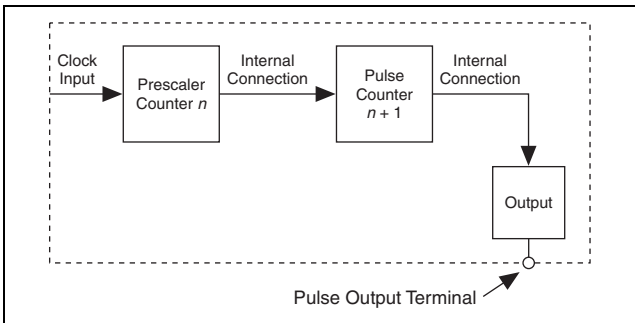 Clock
Input
Prescaler
Counter n
Internal
Connection
Pulse
Counter
n + 1
Internal
Connection
Output
Pulse Output Terminal